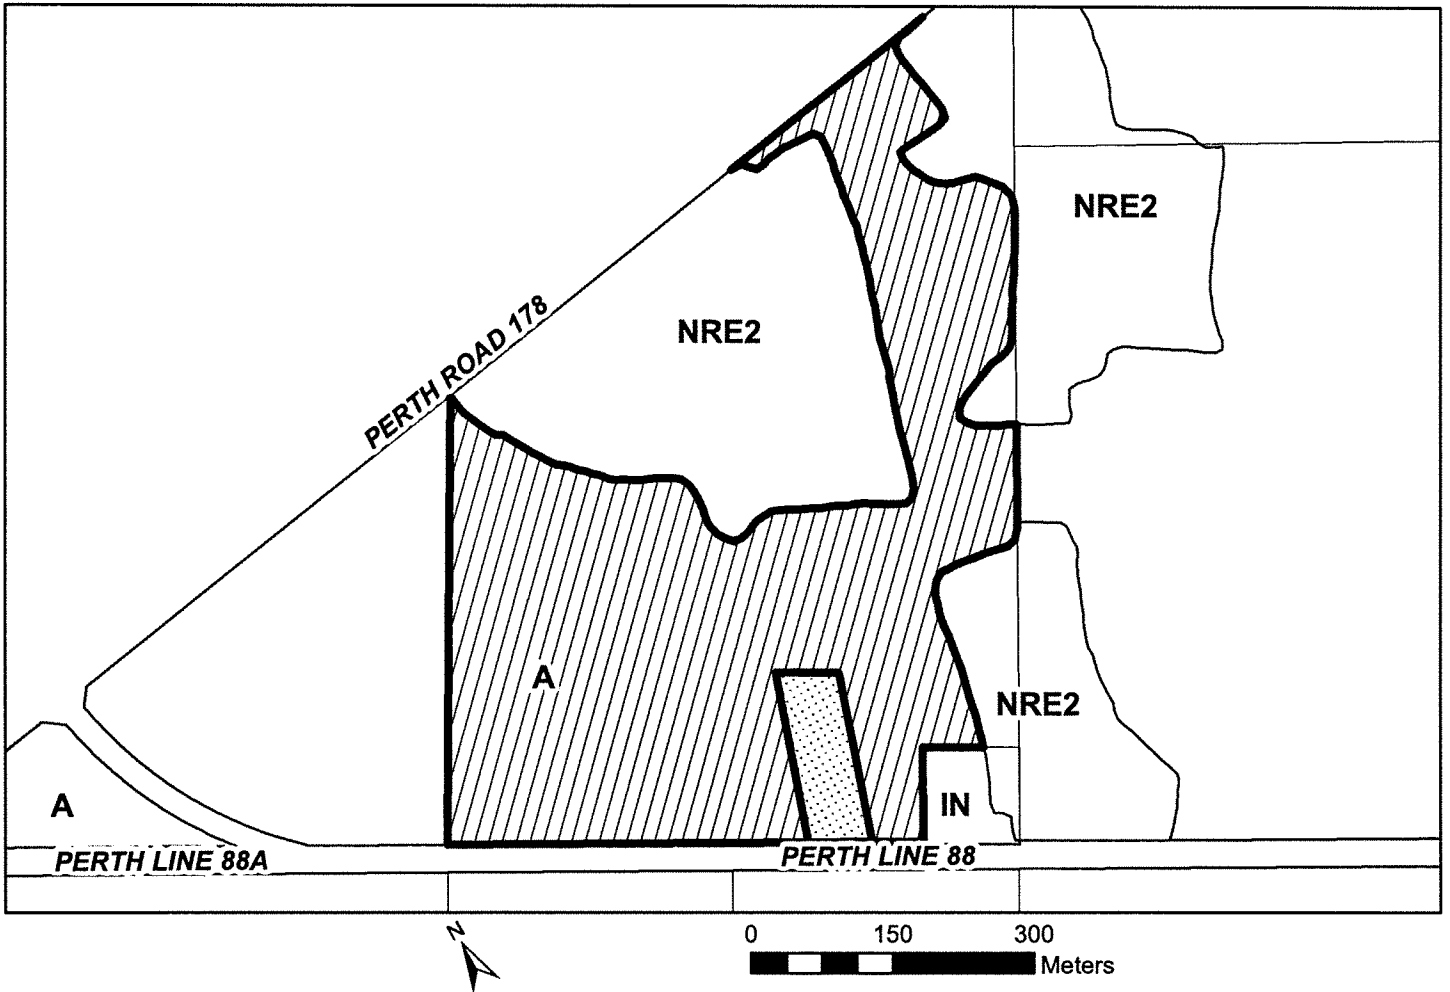 NRE2
NRE2
PERTH ROAD 178
A
NRE2
A
IN
PERTH LINE 88A
PERTH LINE 88
N
0 150 300
Meters